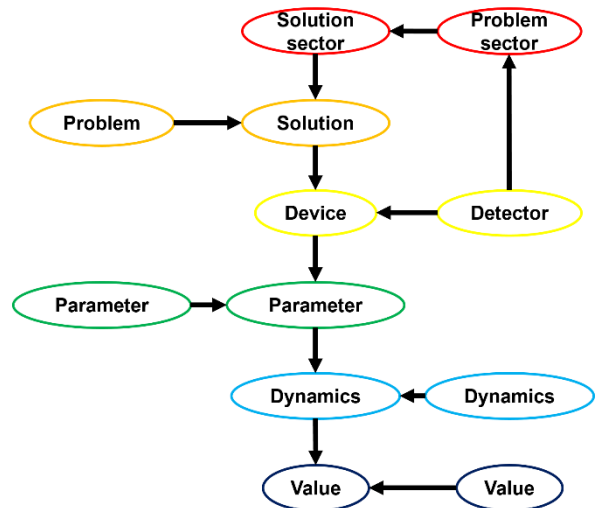 Solution
sector
Problem
sector
Problem
Solution
Device
Detector
Parameter
Parameter
Dynamics
Dynamics
Value
Value